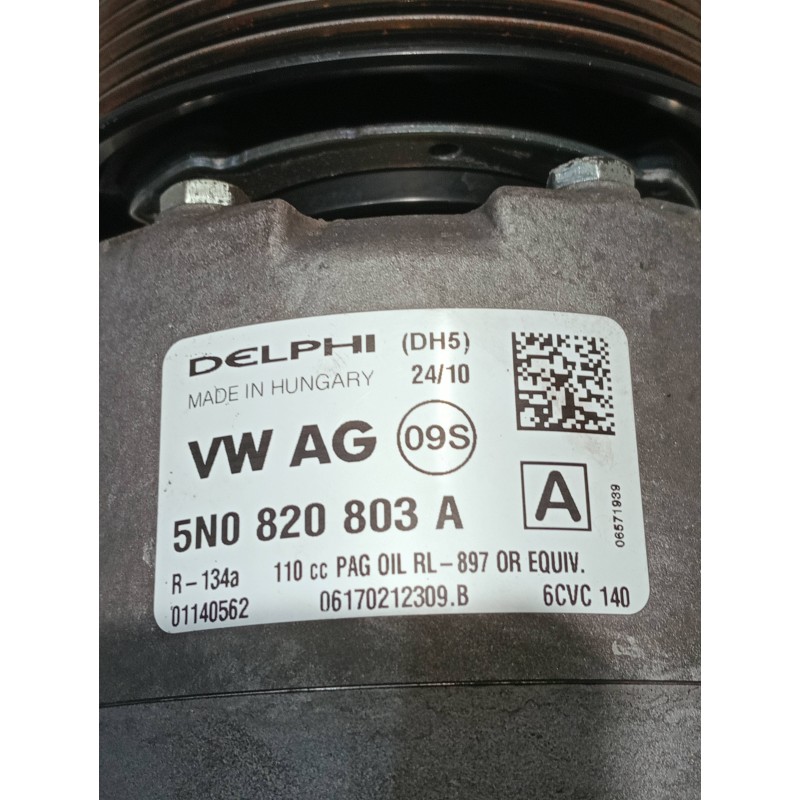 DELPHI (DH5)
MADE IN HUNGARY 24/10
VW AG 09S
5N0 820 803 A A
06571939
R-134a 110 cc PAG OIL RL-897 OR EQUIV.
01140562 06170212309.B 6CVC 140